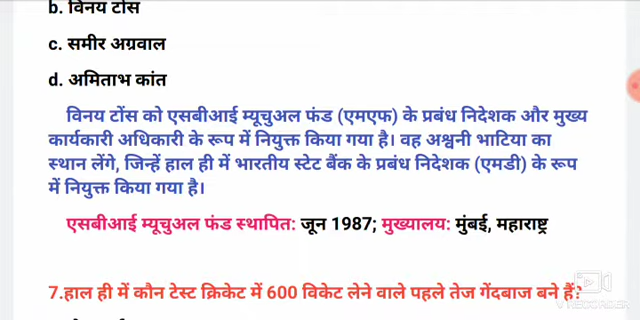 b. विनय टोंस
c. समीर अग्रवाल
d. अमिताभ कांत
विनय टोंस को एसबीआई म्यूचुअल फंड (एमएफ) के प्रबंध निदेशक और मुख्य
कार्यकारी अधिकारी के रूप में नियुक्त किया गया है। वह अश्वनी भाटिया का
स्थान लेंगे, जिन्हें हाल ही में भारतीय स्टेट बैंक के प्रबंध निदेशक (एमडी) के रूप
में नियुक्त किया गया है।
एसबीआई म्यूचुअल फंड स्थापित: जून 1987; मुख्यालय: मुंबई, महाराष्ट्र
7.हाल ही में कौन टेस्ट क्रिकेट में 600 विकेट लेने वाले पहले तेज गेंदबाज बने हैं?